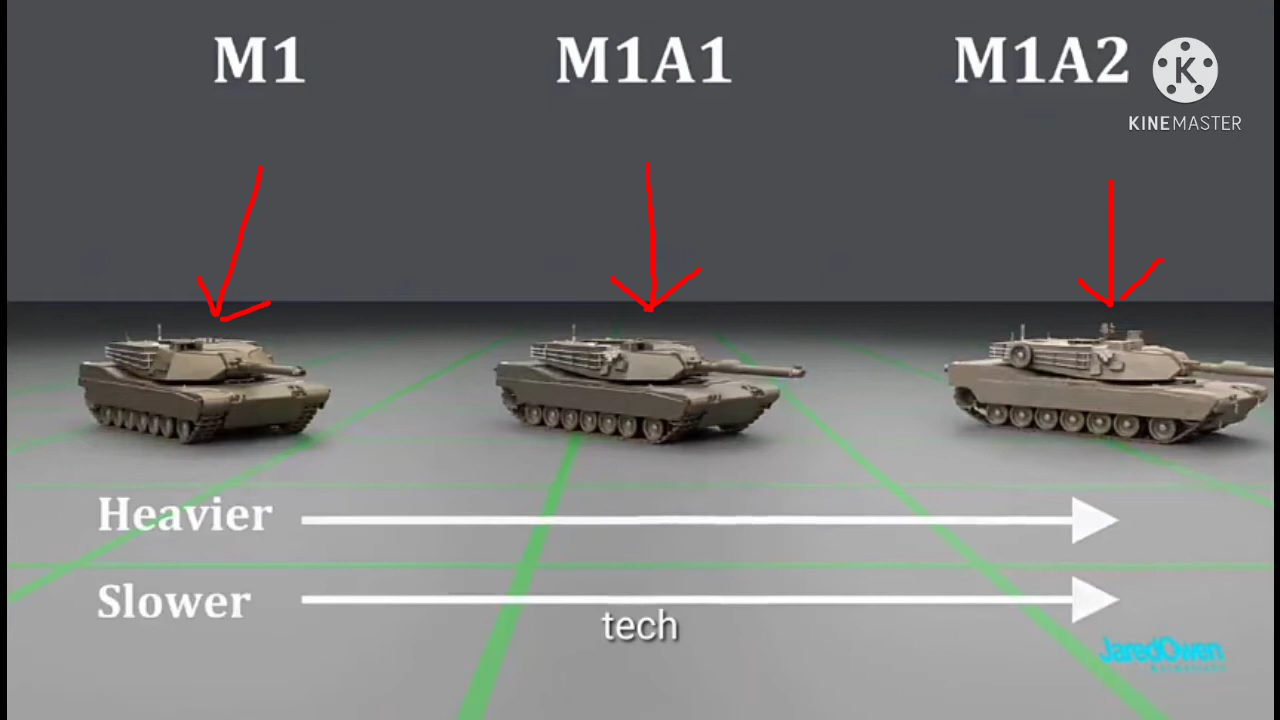 M1 M1A1 M1A2
K
KINEMASTER
Heavier
Slower
tech
JaredOwen